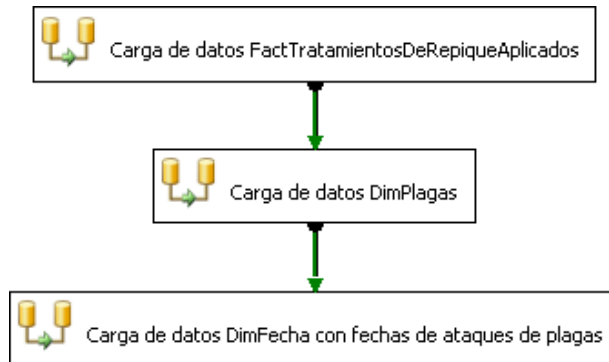 Carga de datos FactTratamientosDeRepiqueAplicados
Carga de datos DimPlagas
Carga de datos DimFecha con fechas de ataques de plagas